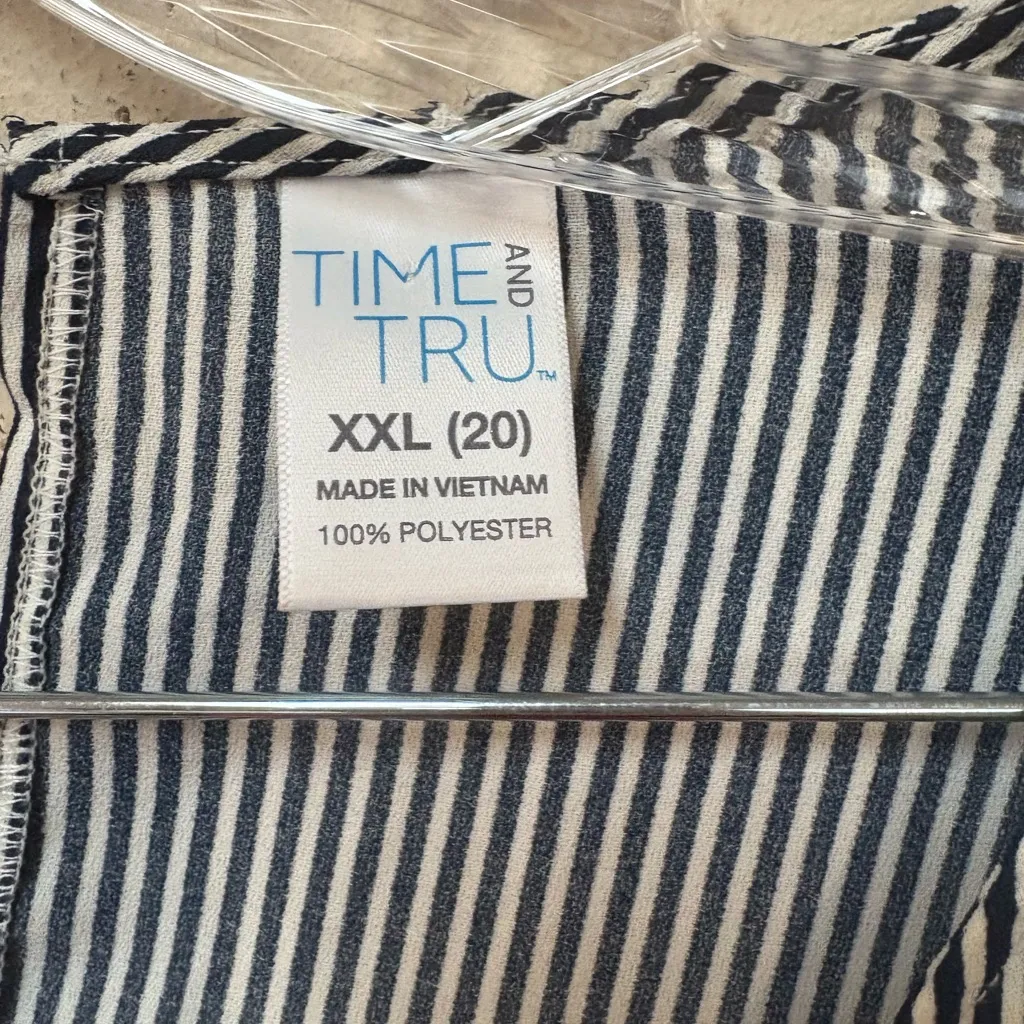 TIME AND
TRU™
XXL (20)
MADE IN VIETNAM
100% POLYESTER